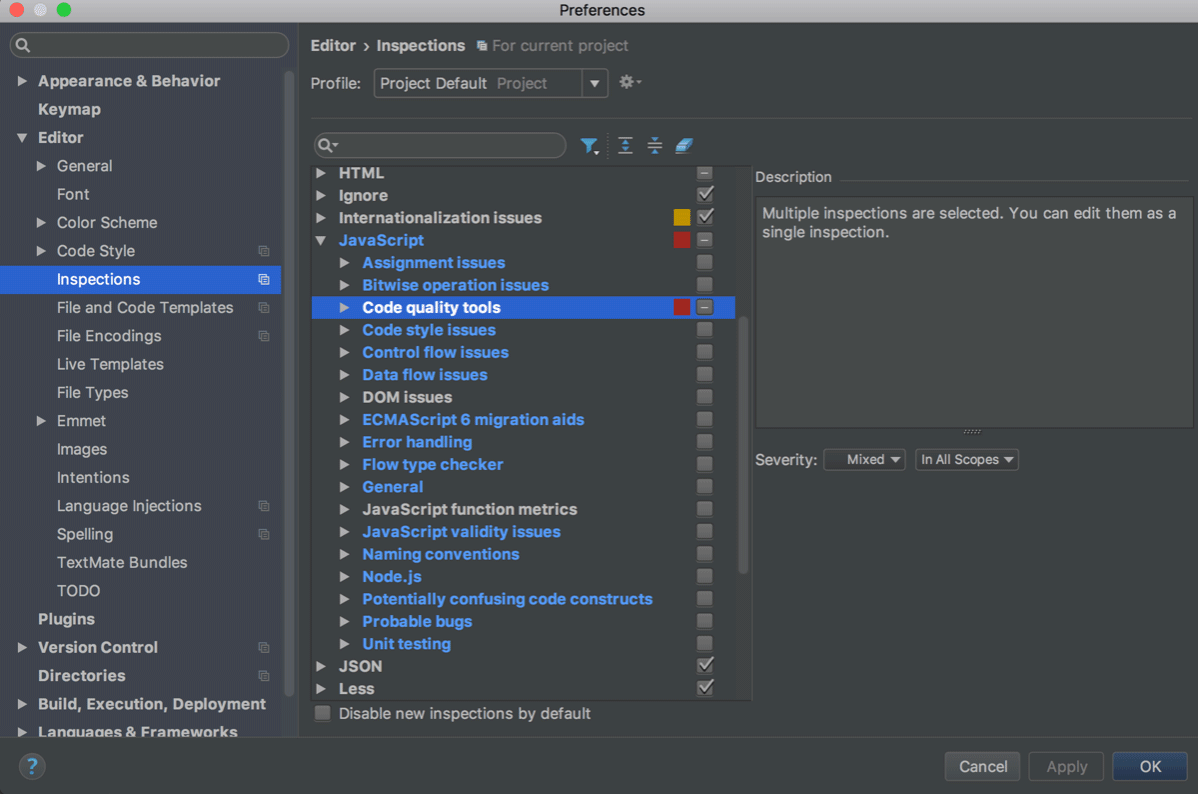 Preferences
Appearance & Behavior
Keymap
Editor
General
Font
Color Scheme
Code Style
Inspections
File and Code Templates
File Encodings
Live Templates
File Types
Emmet
Images
Intentions
Language Injections
Spelling
TextMate Bundles
TODO
Plugins
Version Control
Directories
Build, Execution, Deployment
Languages & Frameworks
Editor › Inspections For current project
Profile: Project Default Project
HTML
Ignore
Internationalization issues
JavaScript
Assignment issues
Bitwise operation issues
Code quality tools
Code style issues
Control flow issues
Data flow issues
DOM issues
ECMAScript 6 migration aids
Error handling
Flow type checker
General
JavaScript function metrics
JavaScript validity issues
Naming conventions
Node.js
Potentially confusing code constructs
Probable bugs
Unit testing
JSON
Less
Disable new inspections by default
Description
Multiple inspections are selected. You can edit them as a
single inspection.
Severity: Mixed In All Scopes
?
Cancel Apply OK